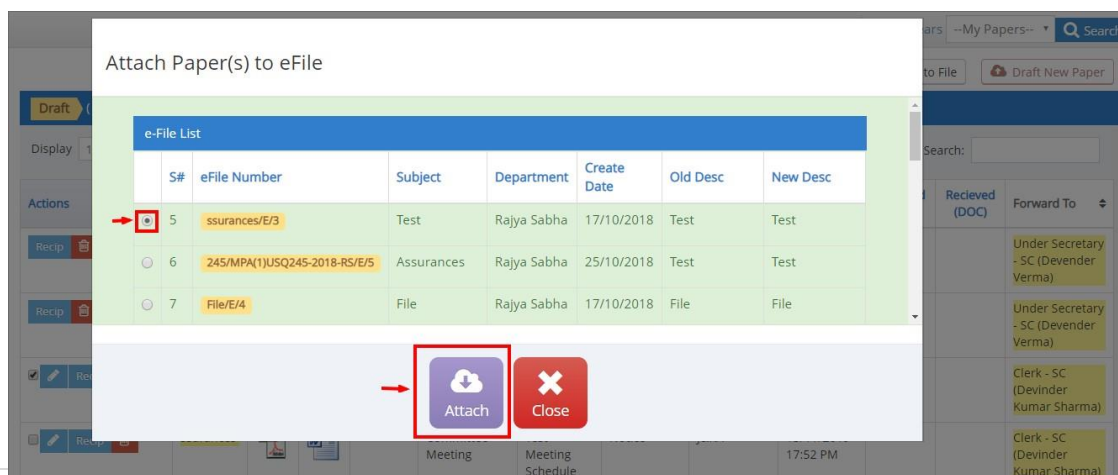 ars --My Papers-- Search
Attach Paper(s) to eFile
to File Draft New Paper
Draft
Display Search:
e-File List
S# eFile Number Subject Department Create Date Old Desc New Desc
5 ssurances/E/3 Test Rajya Sabha 17/10/2018 Test Test
6 245/MPA(1)USQ245-2018-RS/E/5 Assurances Rajya Sabha 25/10/2018 Test Test
7 File/E/4 File Rajya Sabha 17/10/2018 File File
Actions Recieved (DOC) Forward To
Recip Under Secretary
- SC (Devender
Verma)
Recip Under Secretary
- SC (Devender
Verma)
Attach Close
Clerk - SC
(Devinder
Kumar Sharma)
Clerk - SC
(Devinder
Kumar Sharma)
Meeting Meeting 17:52 PM
Schedule